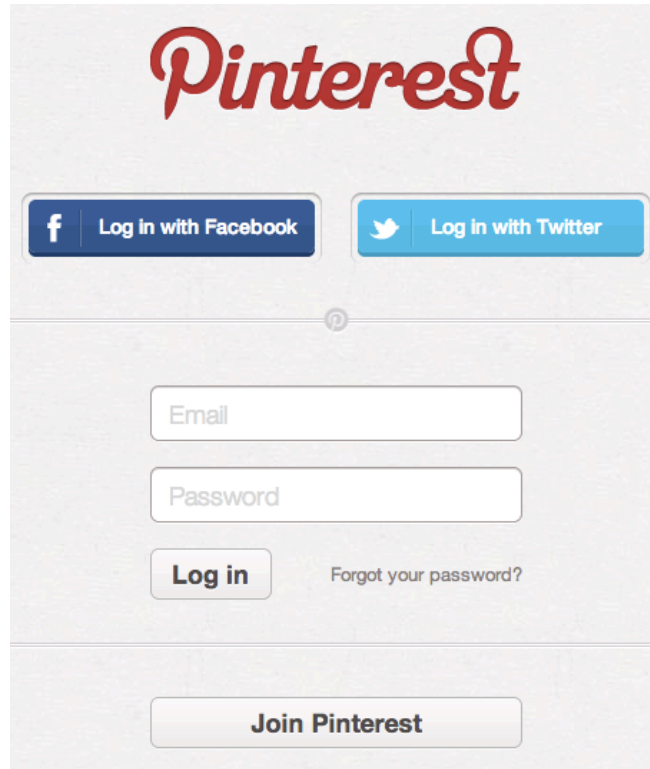 Pinterest
Log in with Facebook
Log in with Twitter
Email
Password
Log in
Forgot your password?
Join Pinterest